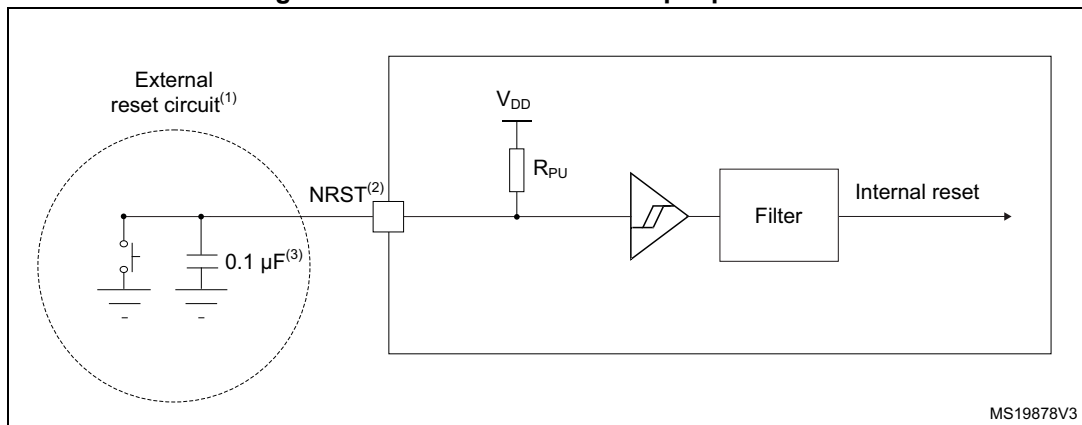 External
reset circuit(1)
VDD
RPU
NRST(2)
0.1 µF(3)
Filter
Internal reset
MS19878V3